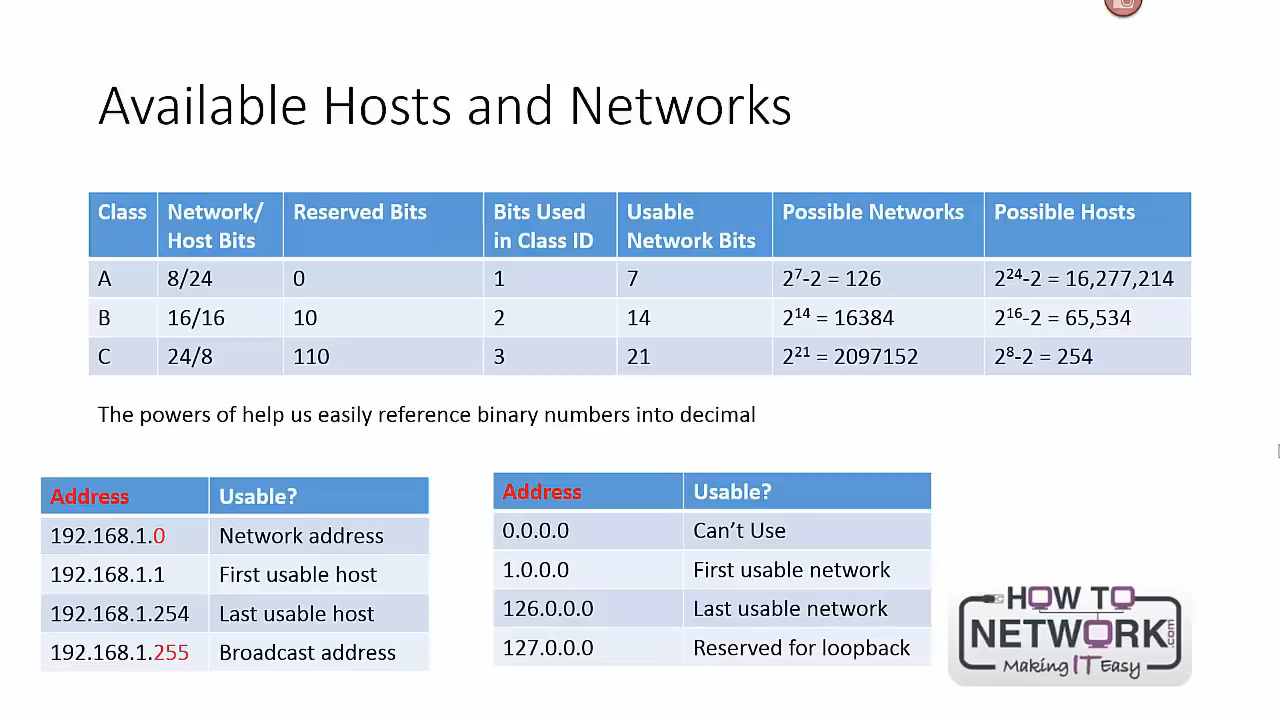 Available Hosts and Networks
Class Network/ Reserved Bits Bits Used Usable Possible Networks Possible Hosts
Host Bits in Class ID Network Bits
A 8/24 0 1 7 2⁷-2 = 126 2²⁴-2 = 16,277,214
B 16/16 10 2 14 2¹⁴ = 16384 2¹⁶-2 = 65,534
C 24/8 110 3 21 2²¹ = 2097152 2⁸-2 = 254
The powers of help us easily reference binary numbers into decimal
Address Usable?
192.168.1.0 Network address
192.168.1.1 First usable host
192.168.1.254 Last usable host
192.168.1.255 Broadcast address
Address Usable?
0.0.0.0 Can’t Use
1.0.0.0 First usable network
126.0.0.0 Last usable network
127.0.0.0 Reserved for loopback
HOW TO
NETWORK.com
Making IT Easy